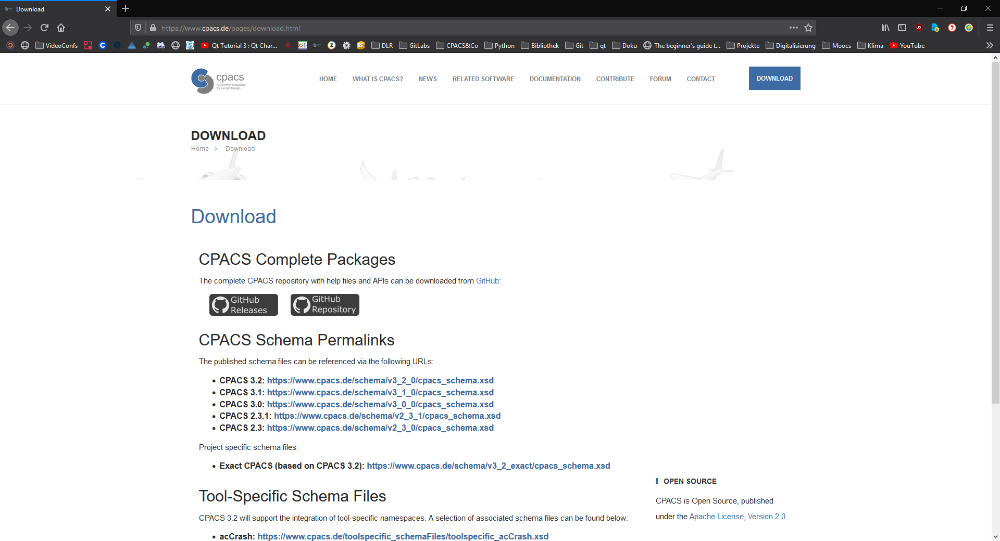 Download
https://www.cpacs.de/pages/download.html
VideoConfs
Qt Tutorial 3 : Qt Char...
DLR
GitLabs
CPACS&Co
Python
Bibliothek
Git
qt
Doku
The beginner's guide t...
Projekte
Digitalisierung
Moocs
Klima
YouTube
cpacs
A Common Language
for Aircraft Design
HOME WHAT IS CPACS? NEWS RELATED SOFTWARE DOCUMENTATION CONTRIBUTE FORUM CONTACT DOWNLOAD
DOWNLOAD
Home > Download
Download
CPACS Complete Packages
The complete CPACS repository with help files and APIs can be downloaded from GitHub:
GitHub
Releases
GitHub
Repository
CPACS Schema Permalinks
The published schema files can be referenced via the following URLs:
• CPACS 3.2: https://www.cpacs.de/schema/v3_2_0/cpacs_schema.xsd
• CPACS 3.1: https://www.cpacs.de/schema/v3_1_0/cpacs_schema.xsd
• CPACS 3.0: https://www.cpacs.de/schema/v3_0_0/cpacs_schema.xsd
• CPACS 2.3.1: https://www.cpacs.de/schema/v2_3_1/cpacs_schema.xsd
• CPACS 2.3: https://www.cpacs.de/schema/v2_3_0/cpacs_schema.xsd
Project specific schema files:
• Exact CPACS (based on CPACS 3.2): https://www.cpacs.de/schema/v3_2_exact/cpacs_schema.xsd
OPEN SOURCE
CPACS is Open Source, published
under the Apache License, Version 2.0.
Tool-Specific Schema Files
CPACS 3.2 will support the integration of tool-specific namespaces. A selection of associated schema files can be found below:
• acCrash: https://www.cpacs.de/toolspecific_schemaFiles/toolspecific_acCrash.xsd